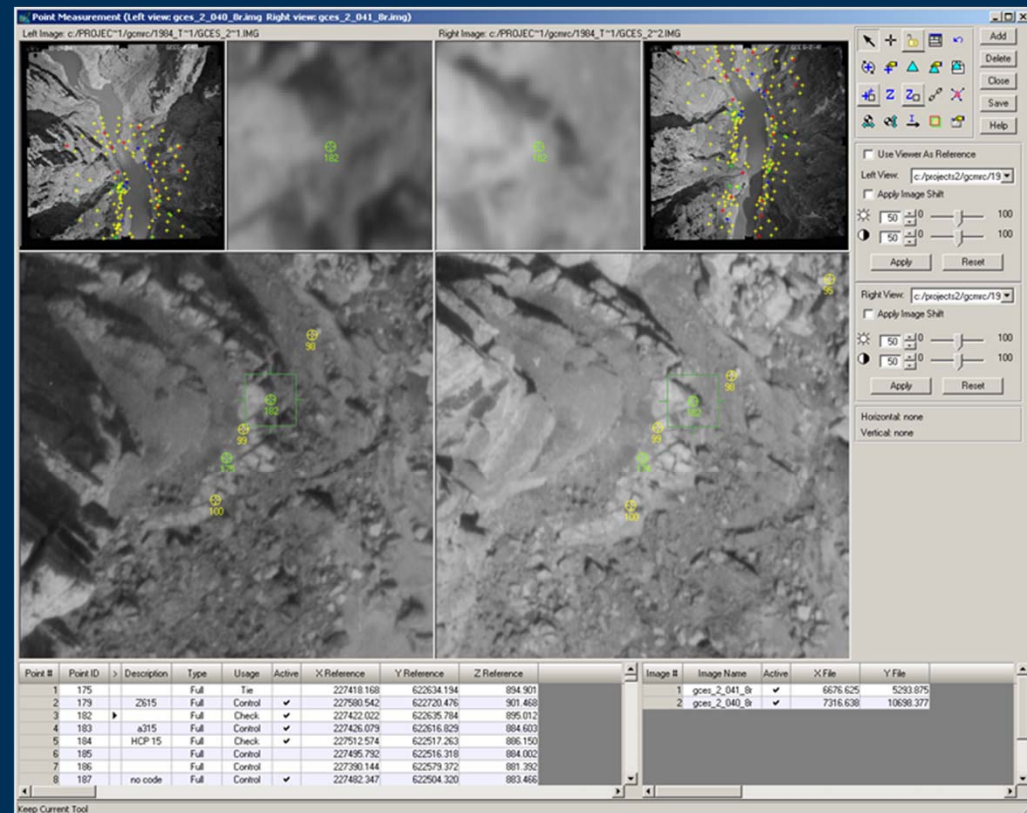 Point Measurement (Left view: gces_2_040_8r.img Right view: gces_2_041_8r.img)
Left Image: c:/PROJEC~1/gcmrc/1984_T~1/GCES_2~1.IMG Right Image: c:/PROJEC~1/gcmrc/1984_T~1/GCES_2~2.IMG
Add
Delete
Close
Save
Help
182
182
Use Viewer As Reference
Left View: c:/projects2/gcmrc/19
Apply Image Shift
50 0 100
50 0 100
Apply Reset
Right View: c:/projects2/gcmrc/19
Apply Image Shift
50 0 100
50 0 100
Apply Reset
Horizontal: none
Vertical: none
98
182
99
100
95
98
182
99
100
Point # Point ID > Description Type Usage Active X Reference Y Reference Z Reference
1 175 Full Tie 227418.168 622634.194 894.901
2 179 Z615 Full Control 227580.542 622720.476 901.468
3 182 Full Check 227422.022 622635.784 895.012
4 183 a315 Full Control 227426.079 622616.829 884.603
5 184 HCP 15 Full Check 227512.574 622517.263 886.150
6 185 Full Control 227495.792 622516.318 884.002
7 186 Full Control 227390.144 622579.372 881.392
8 187 no code Full Control 227482.347 622504.320 883.466
Image # Image Name Active X File Y File
1 gces_2_041_8r 6676.625 5293.875
2 gces_2_040_8r 7316.638 10698.377
Keep Current Tool